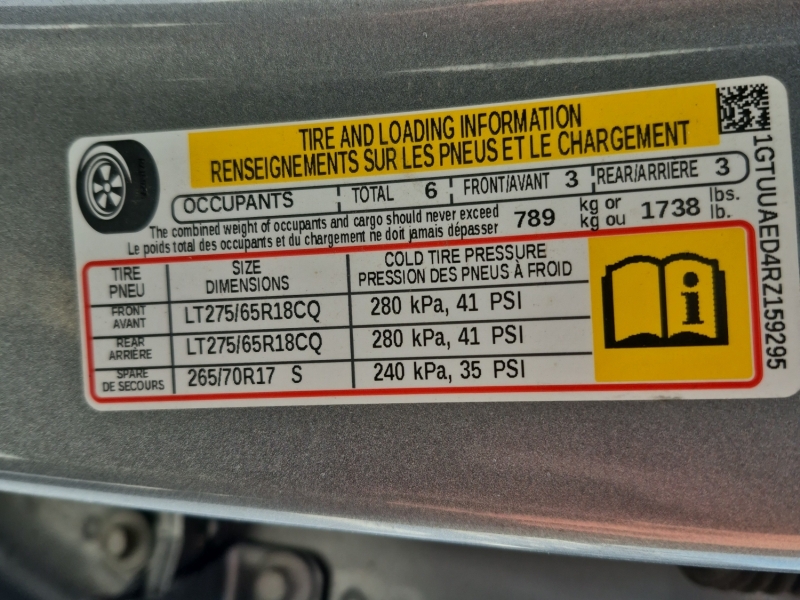 TIRE AND LOADING INFORMATION
RENSEIGNEMENTS SUR LES PNEUS ET LE CHARGEMENT
OCCUPANTS TOTAL 6 FRONT/AVANT 3 REAR/ARRIÈRE 3
The combined weight of occupants and cargo should never exceed
Le poids total des occupants et du chargement ne doit jamais dépasser
789 kg or kg ou 1738 lbs. lb.
TIRE PNEU SIZE DIMENSIONS COLD TIRE PRESSURE PRESSION DES PNEUS À FROID
FRONT AVANT LT275/65R18CQ 280 kPa, 41 PSI
REAR ARRIÉRE LT275/65R18CQ 280 kPa, 41 PSI
SPARE DE SECOURS 265/70R17 S 240 kPa, 35 PSI
i
1GTUUAED4RZ159295